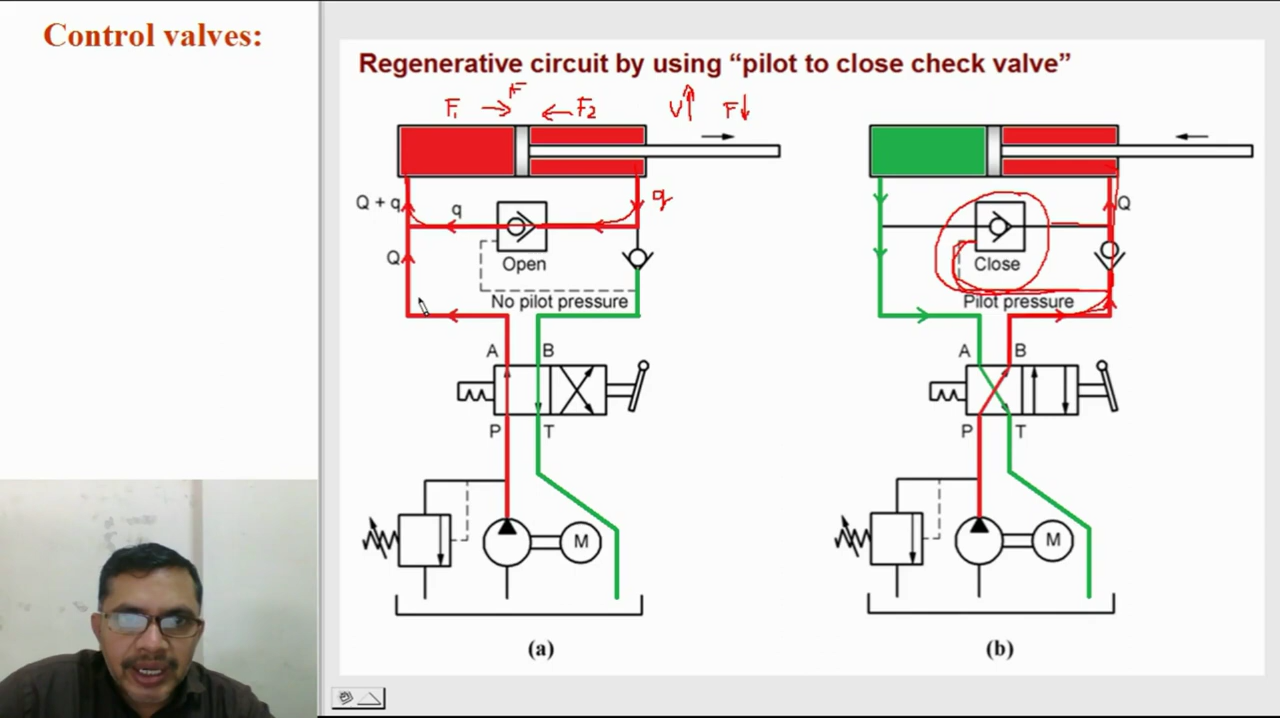 Control valves:
Regenerative circuit by using “pilot to close check valve”
F₁ → F ← F₂ V↑ F↓
Q + q
q
q
Q
Open
No pilot pressure
A B
P T
M
(a)
Q
Close
Pilot pressure
A B
P T
M
(b)